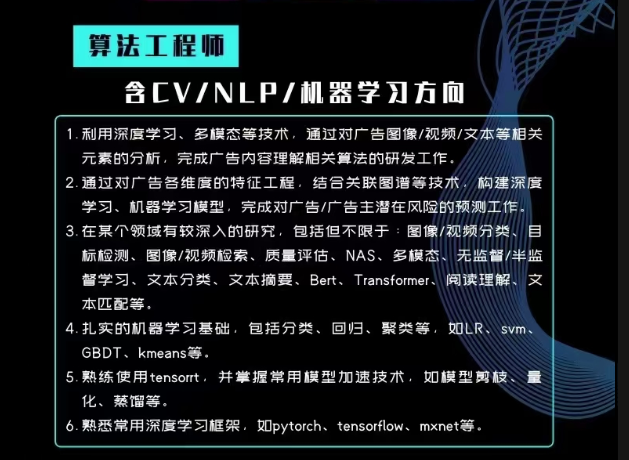 算法工程师
含CV/NLP/机器学习方向
1. 利用深度学习、多模态等技术，通过对广告图像/视频/文本等相关
元素的分析，完成广告内容理解相关算法的研发工作。
2. 通过对广告各维度的特征工程，结合关联图谱等技术，构建深度
学习、机器学习模型，完成对广告/广告主潜在风险的预测工作。
3. 在某个领域有较深入的研究，包括但不限于：图像/视频分类、目
标检测、图像/视频检索、质量评估、NAS、多模态、无监督/半监
督学习、文本分类、文本摘要、Bert、Transformer、阅读理解、文
本匹配等。
4. 扎实的机器学习基础，包括分类、回归、聚类等，如LR、svm、
GBDT、kmeans等。
5. 熟练使用tensorrt，并掌握常用模型加速技术，如模型剪枝、量
化、蒸馏等。
6. 熟悉常用深度学习框架，如pytorch、tensorflow、mxnet等。